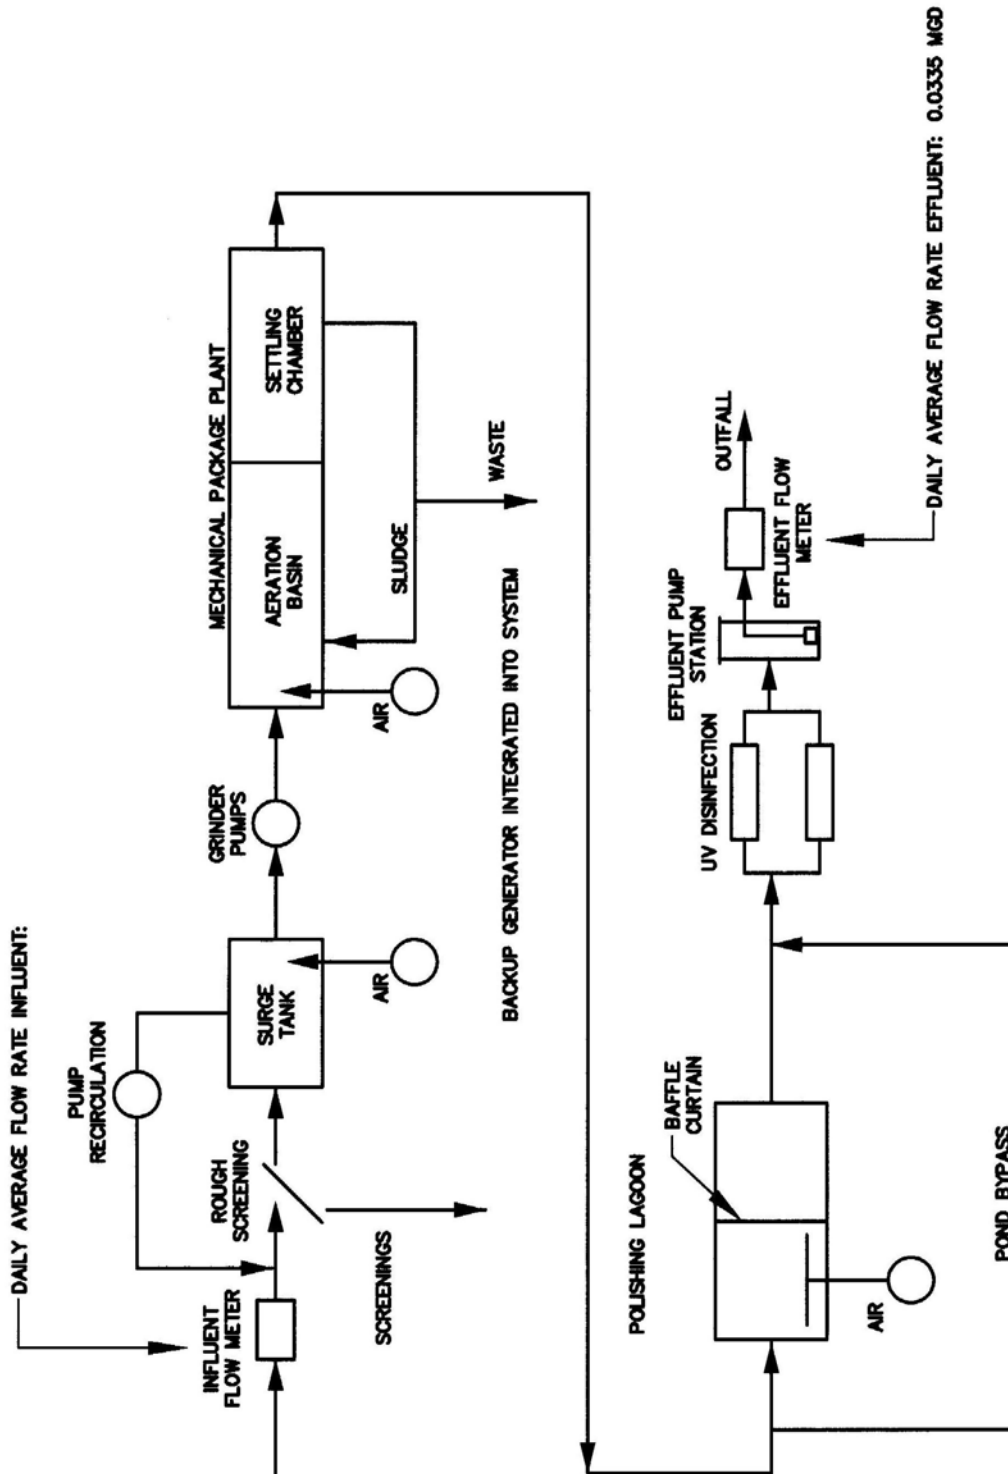 DAILY AVERAGE FLOW RATE INFLUENT:
PUMP
RECIRCULATION
INFLUENT
FLOW METER
ROUGH
SCREENING
SCREENINGS
SURGE
TANK
AIR
GRINDER
PUMPS
MECHANICAL PACKAGE PLANT
AERATION
BASIN
SETTLING
CHAMBER
AIR
SLUDGE
WASTE
BACKUP GENERATOR INTEGRATED INTO SYSTEM
POLISHING LAGOON
BAFFLE
CURTAIN
AIR
POND BYPASS
UV DISINFECTION
EFFLUENT PUMP
STATION
EFFLUENT FLOW
METER
OUTFALL
DAILY AVERAGE FLOW RATE EFFLUENT: 0.0335 MGD